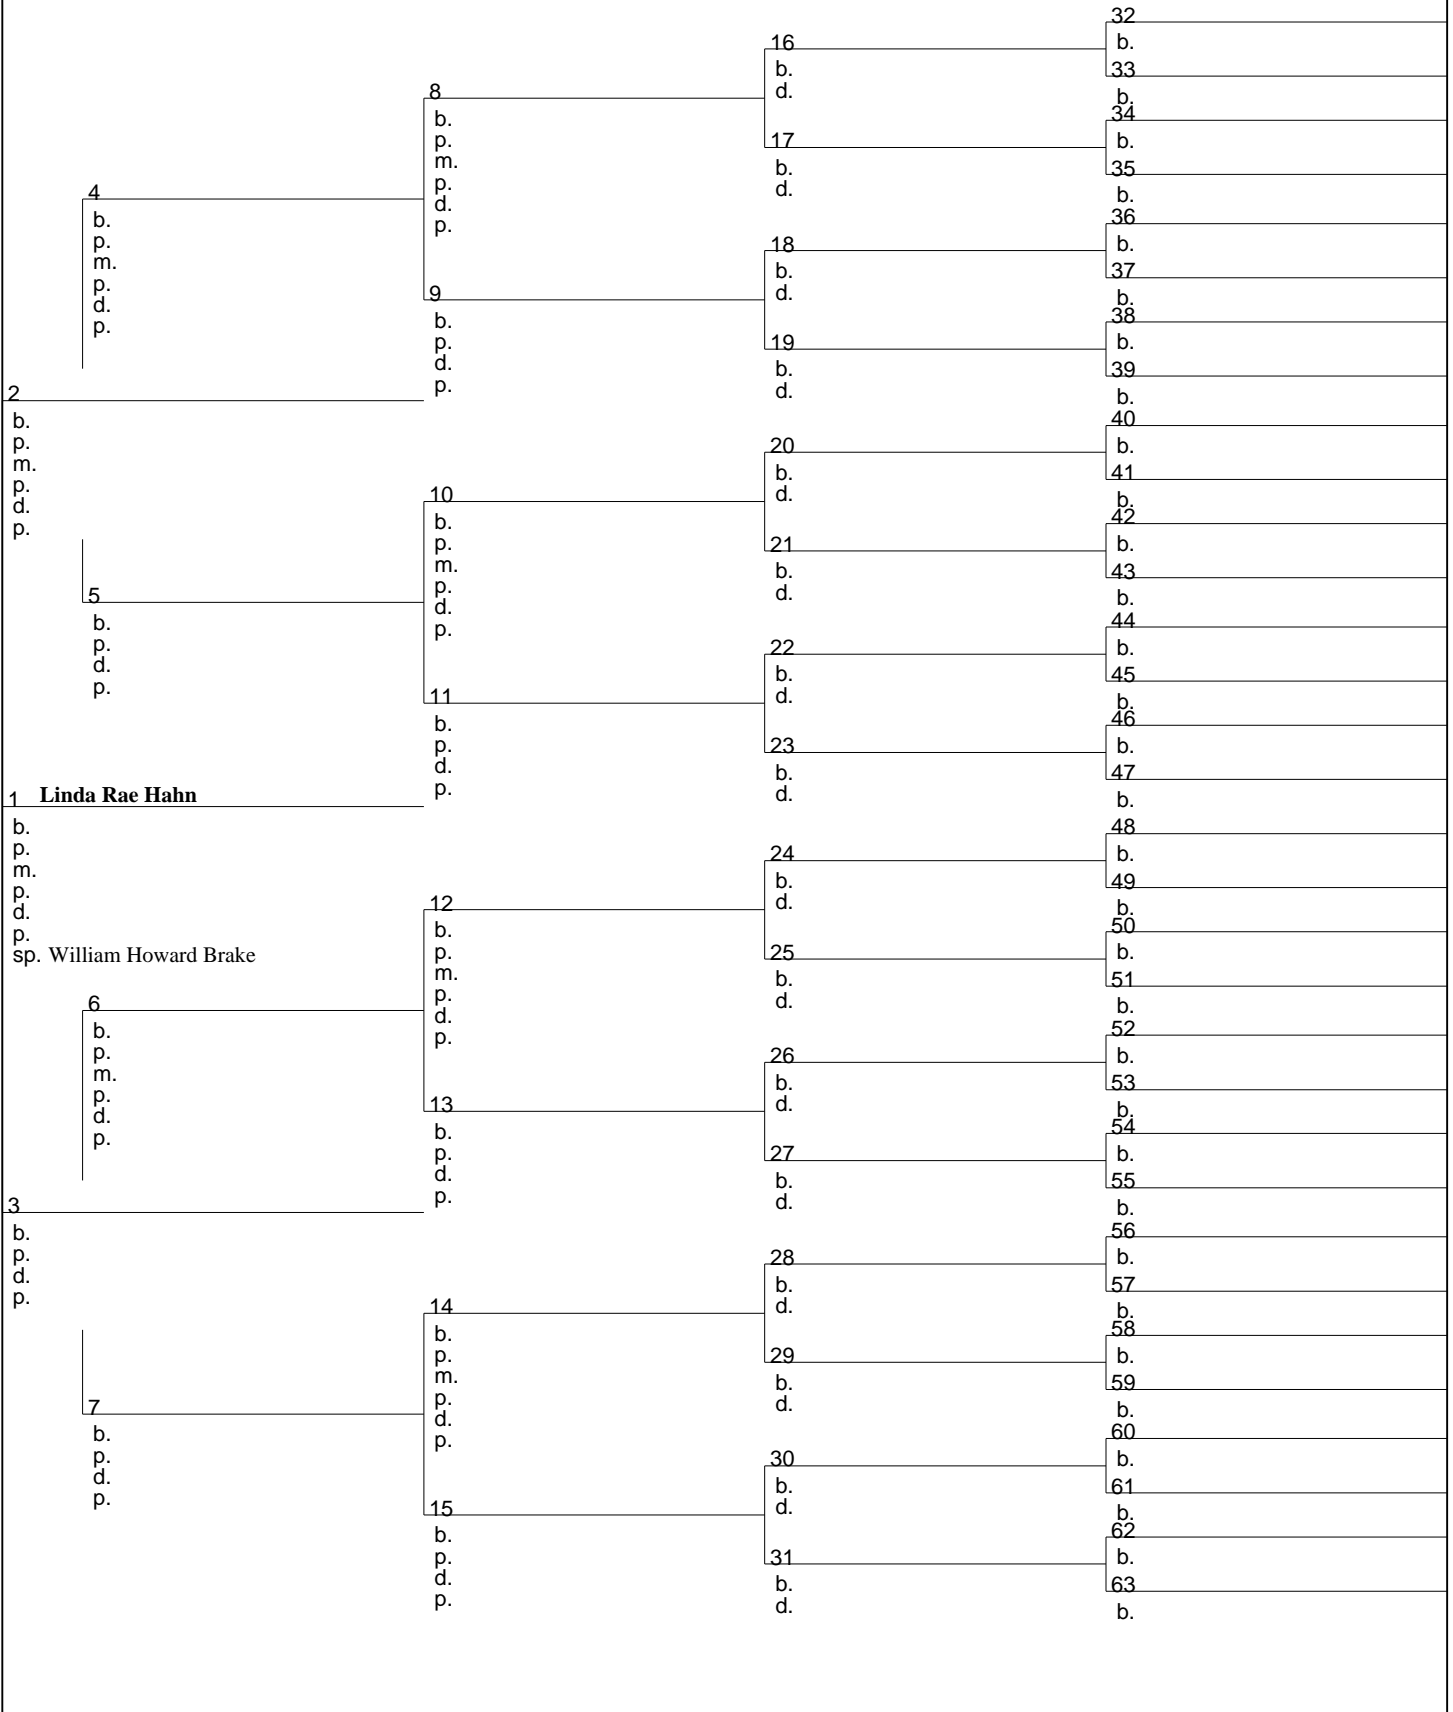 32
b.
33
b.
16
b.
d.
34
b.
35
b.
17
b.
d.
8
b.
p.
m.
p.
d.
p.
36
b.
37
b.
18
b.
d.
38
b.
39
b.
19
b.
d.
9
b.
p.
d.
p.
4
b.
p.
m.
p.
d.
p.
2
b.
p.
m.
p.
d.
p.
40
b.
41
b.
20
b.
d.
42
b.
43
b.
21
b.
d.
10
b.
p.
m.
p.
d.
p.
5
b.
p.
d.
p.
44
b.
45
b.
22
b.
d.
46
b.
47
b.
23
b.
d.
11
b.
p.
d.
p.
1 Linda Rae Hahn
b.
p.
m.
p.
d.
p.
sp. William Howard Brake
48
b.
49
b.
24
b.
d.
50
b.
51
b.
25
b.
d.
12
b.
p.
m.
p.
d.
p.
6
b.
p.
m.
p.
d.
p.
52
b.
53
b.
26
b.
d.
54
b.
55
b.
27
b.
d.
13
b.
p.
d.
p.
3
b.
p.
d.
p.
56
b.
57
b.
28
b.
d.
58
b.
59
b.
29
b.
d.
14
b.
p.
m.
p.
d.
p.
7
b.
p.
d.
p.
60
b.
61
b.
30
b.
d.
62
b.
63
b.
31
b.
d.
15
b.
p.
d.
p.